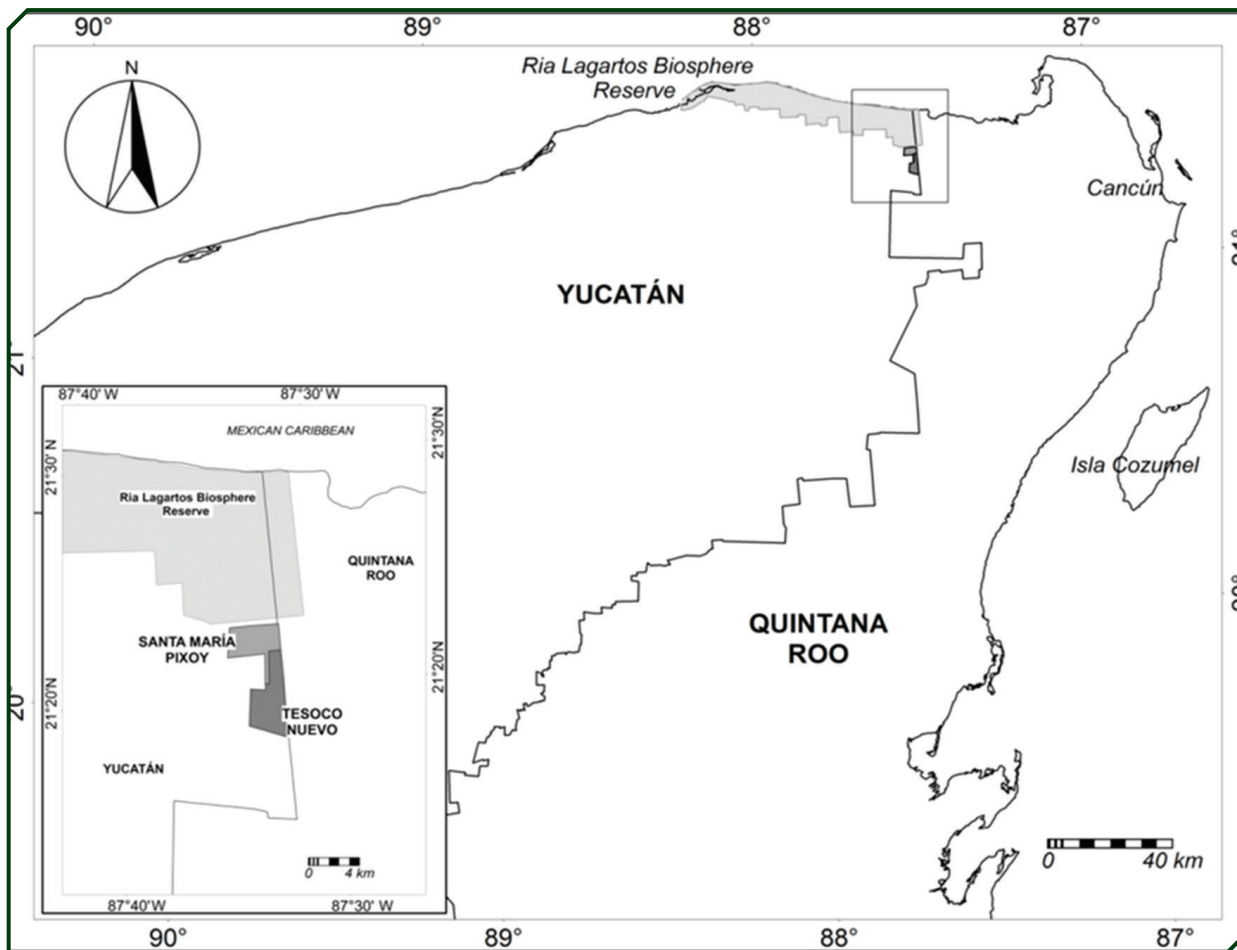 90° 89° 88° 87°
N
Ria Lagartos Biosphere
Reserve
Cancún
YUCATÁN
21°
Isla Cozumel
QUINTANA
ROO
20°
0 40 km
90° 89° 88° 87°
87°40' W 87°30' W
MEXICAN CARIBBEAN
21°30'N
21°30' N
Ria Lagartos Biosphere
Reserve
QUINTANA
ROO
SANTA MARÍA
PIXOY
21°20'N
21°20'N
TESOCO
NUEVO
YUCATÁN
0 4 km
87°40' W 87°30' W